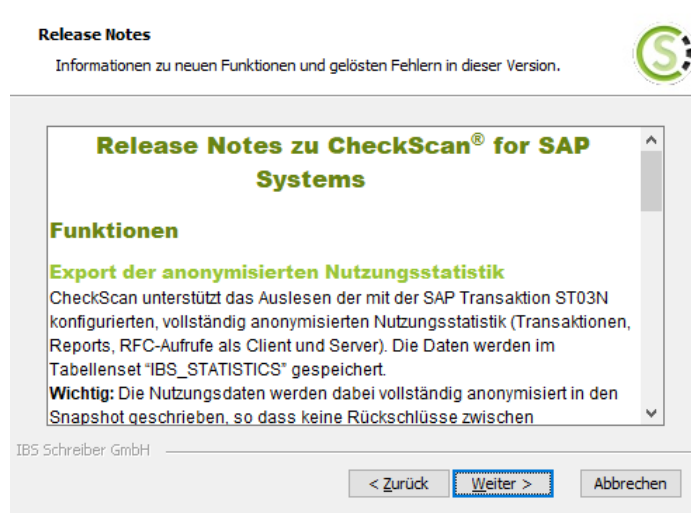 Release Notes
Informationen zu neuen Funktionen und gelösten Fehlern in dieser Version.
S
Release Notes zu CheckScan® for SAP
Systems
Funktionen
Export der anonymisierten Nutzungsstatistik
CheckScan unterstützt das Auslesen der mit der SAP Transaktion ST03N
konfigurierten, vollständig anonymisierten Nutzungsstatistik (Transaktionen,
Reports, RFC-Aufrufe als Client und Server). Die Daten werden im
Tabellenset “IBS_STATISTICS” gespeichert.
Wichtig: Die Nutzungsdaten werden dabei vollständig anonymisiert in den
Snapshot geschrieben, so dass keine Rückschlüsse zwischen
IBS Schreiber GmbH
< Zurück Weiter > Abbrechen